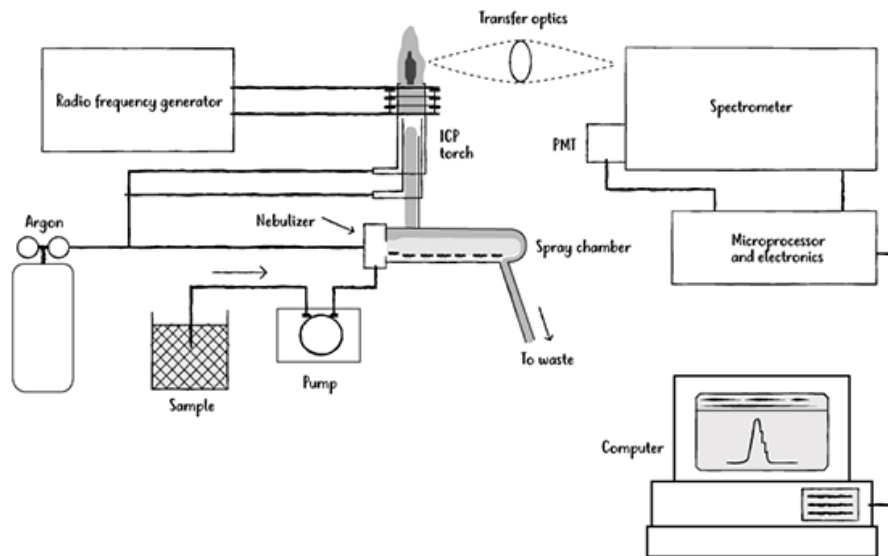 Transfer optics
Radio frequency generator
Spectrometer
ICP
torch
PMT
Nebulizer
Argon
Spray chamber
Microprocessor
and electronics
To waste
Pump
Sample
Computer